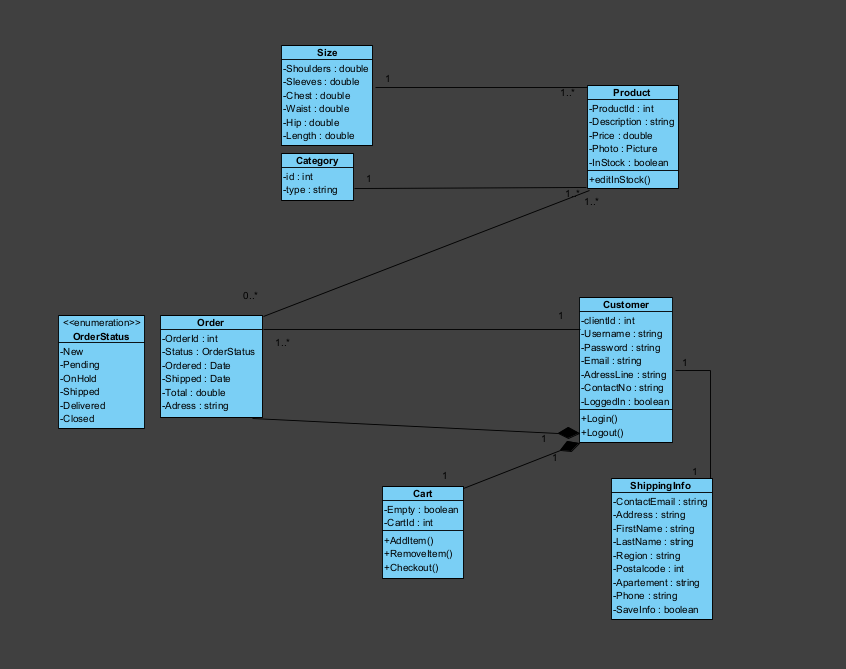 Size
-Shoulders : double
-Sleeves : double
-Chest : double
-Waist : double
-Hip : double
-Length : double
1
1..*
Product
-ProductId : int
-Description : string
-Price : double
-Photo : Picture
-InStock : boolean
+editInStock()
Category
-id : int
-type : string
1
1..*
1..*
0..*
<<enumeration>>
OrderStatus
-New
-Pending
-OnHold
-Shipped
-Delivered
-Closed
Order
-OrderId : int
-Status : OrderStatus
-Ordered : Date
-Shipped : Date
-Total : double
-Adress : string
1..*
1
Customer
-clientId : int
-Username : string
-Password : string
-Email : string
-AdressLine : string
-ContactNo : string
-LoggedIn : boolean
+Login()
+Logout()
1
1
1
1
1
Cart
-Empty : boolean
-CartId : int
+AddItem()
+RemoveItem()
+Checkout()
ShippingInfo
-ContactEmail : string
-Address : string
-FirstName : string
-LastName : string
-Region : string
-Postalcode : int
-Apartement : string
-Phone : string
-SaveInfo : boolean